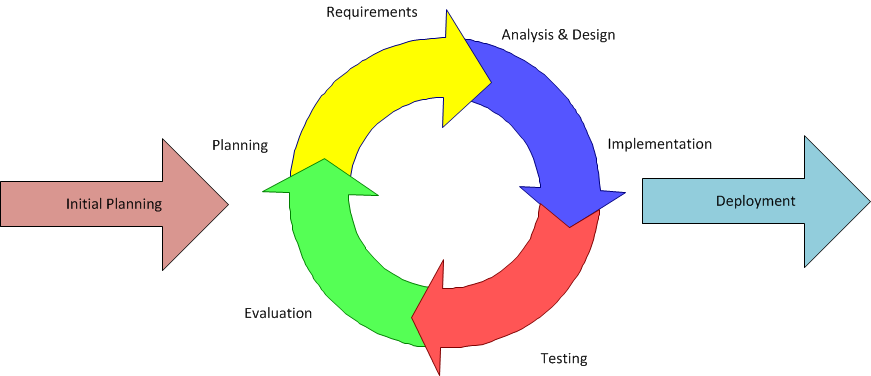 Requirements
Analysis & Design
Planning
Implementation
Initial Planning
Deployment
Evaluation
Testing